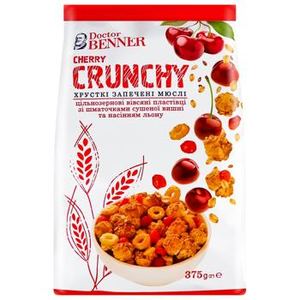 Doctor
BENNER
CHERRY
CRUNCHY
ХРУСТКІ ЗАПЕЧЕНІ МЮСЛІ
цільнозернові вівсяні пластівці
зі шматочками сушеної вишні
та насінням льону
375g